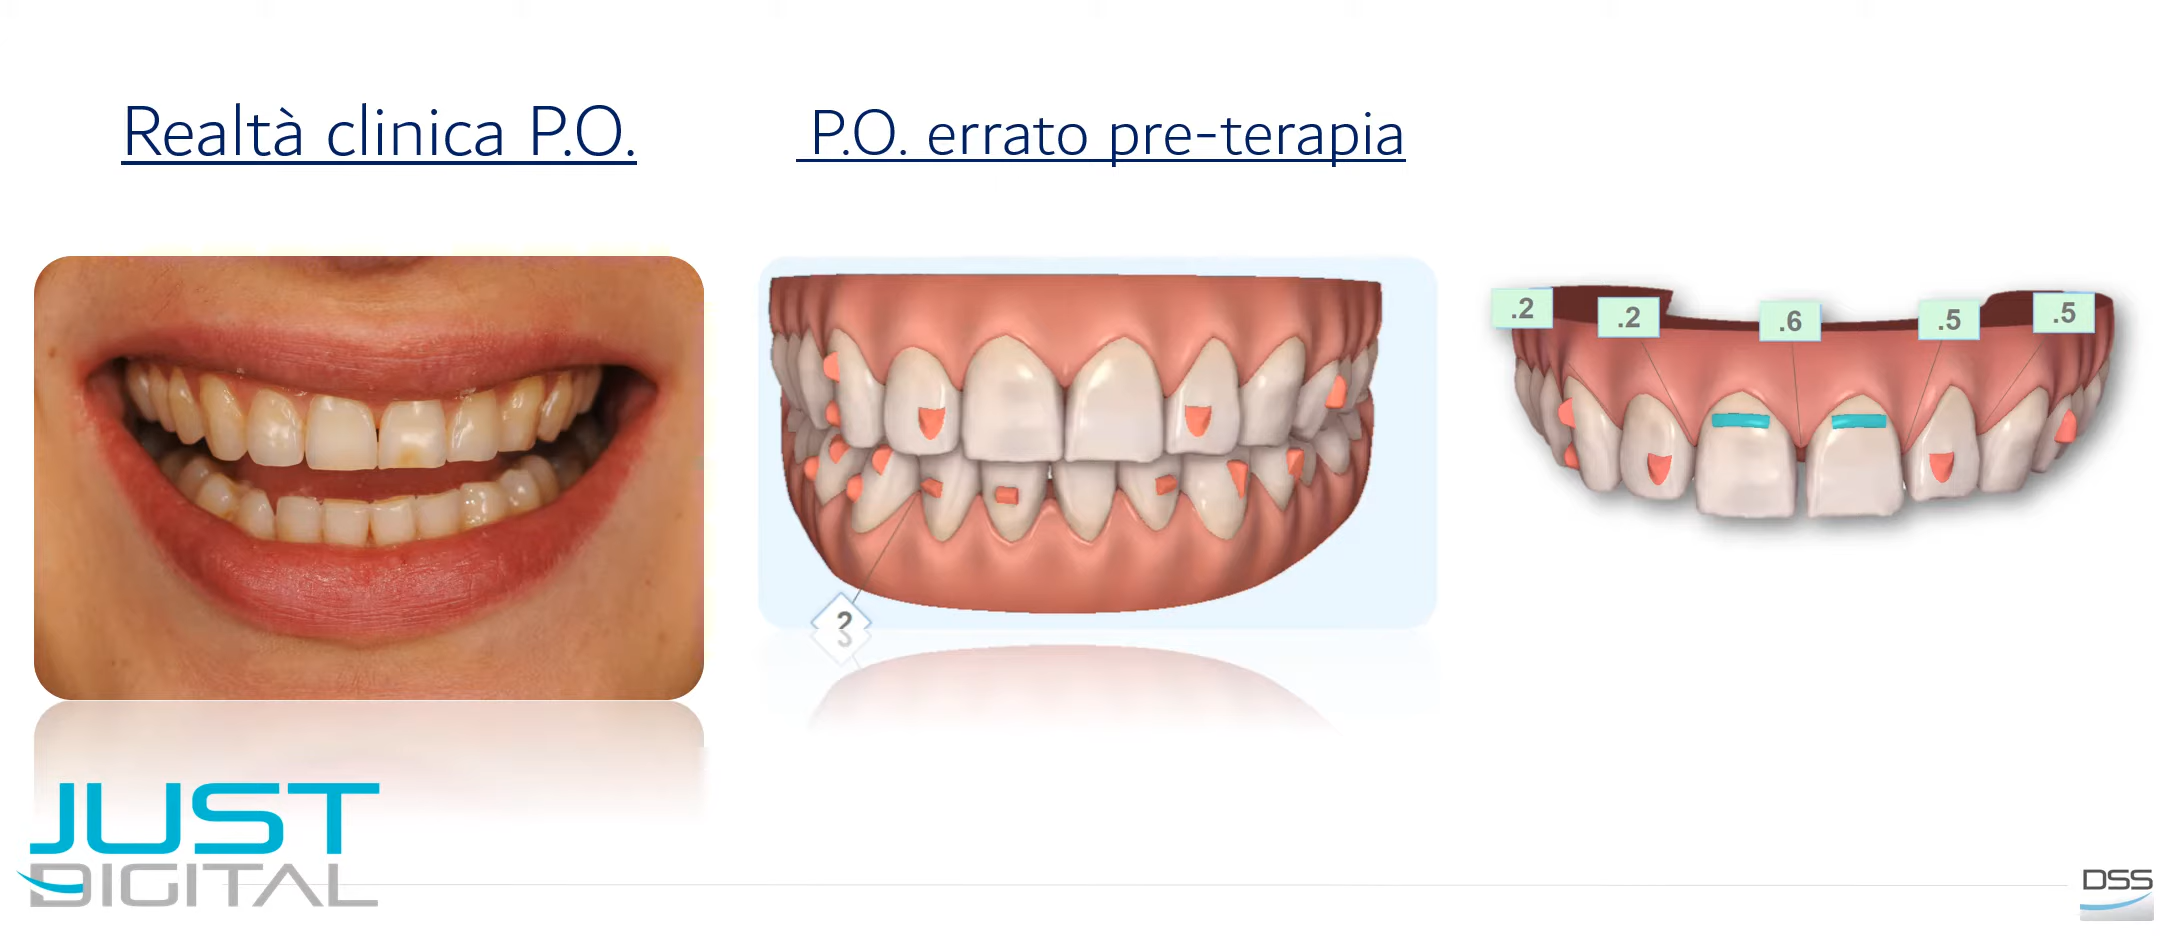 Realtà clinica P.O.
P.O. errato pre-terapia
.2
.2
.6
.5
.5
?
JUST
DIGITAL
DSS